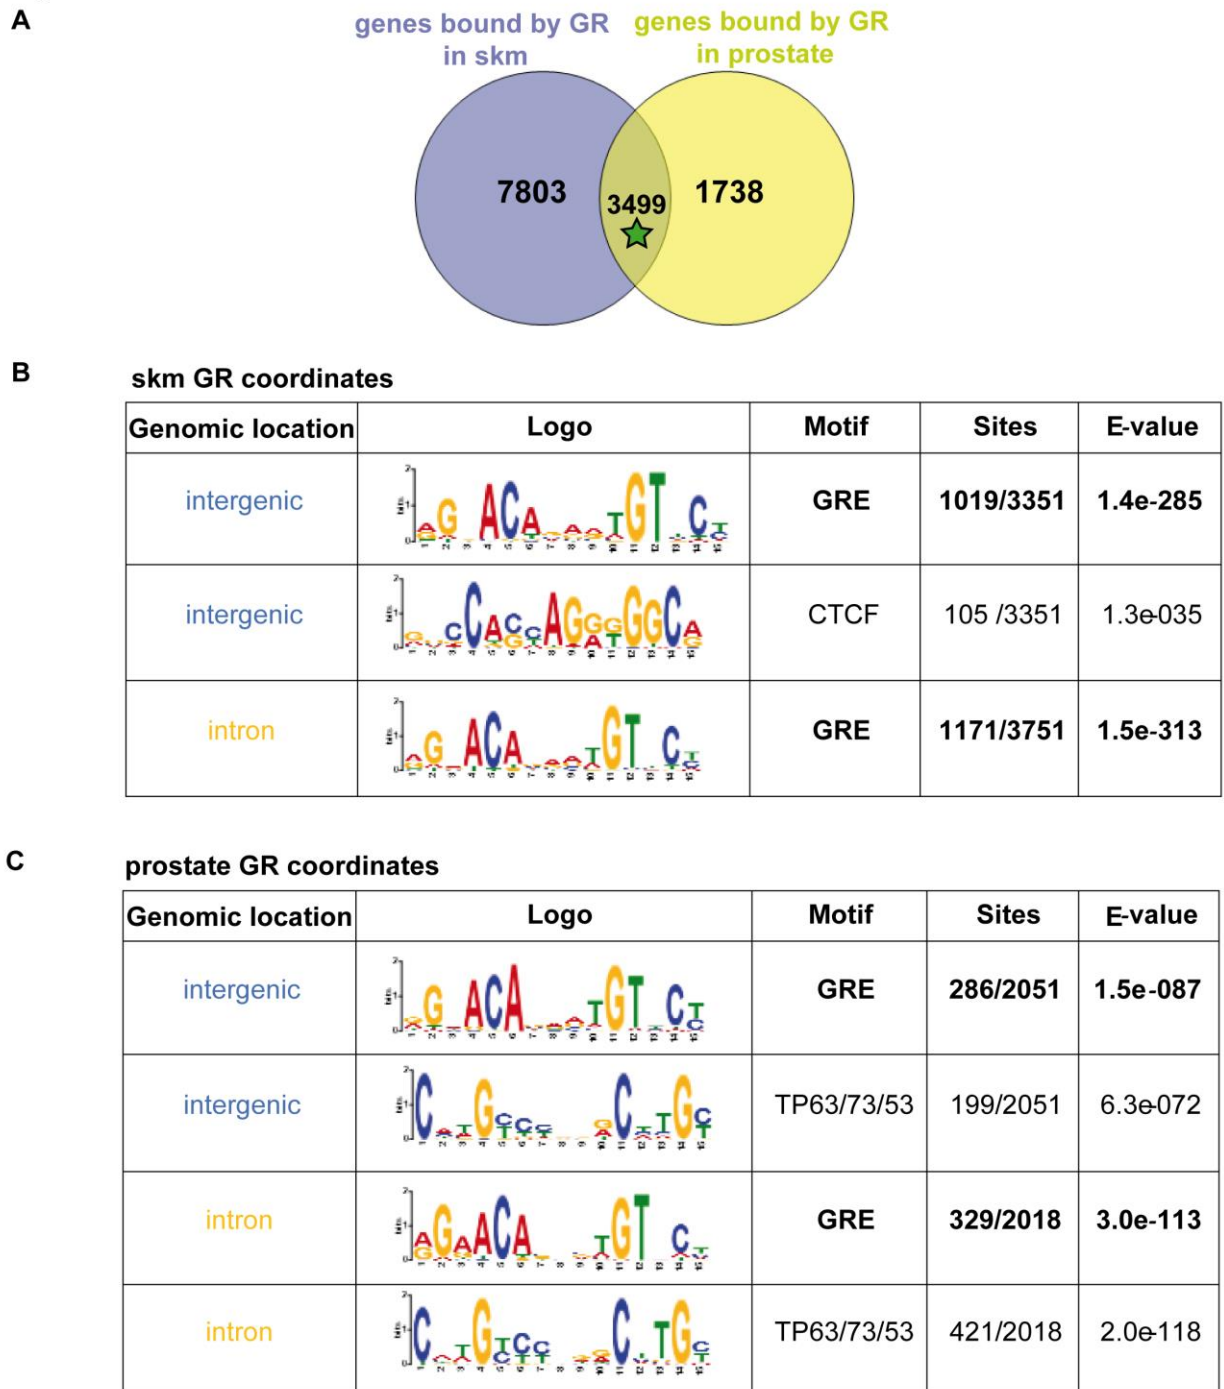 A
genes bound by GR in skm
genes bound by GR in prostate
7803
3499
1738
B
skm GR coordinates
Genomic location Logo Motif Sites E-value
intergenic GRE 1019/3351 1.4e-285
intergenic CTCF 105 /3351 1.3e-035
intron GRE 1171/3751 1.5e-313
C
prostate GR coordinates
Genomic location Logo Motif Sites E-value
intergenic GRE 286/2051 1.5e-087
intergenic TP63/73/53 199/2051 6.3e-072
intron GRE 329/2018 3.0e-113
intron TP63/73/53 421/2018 2.0e-118